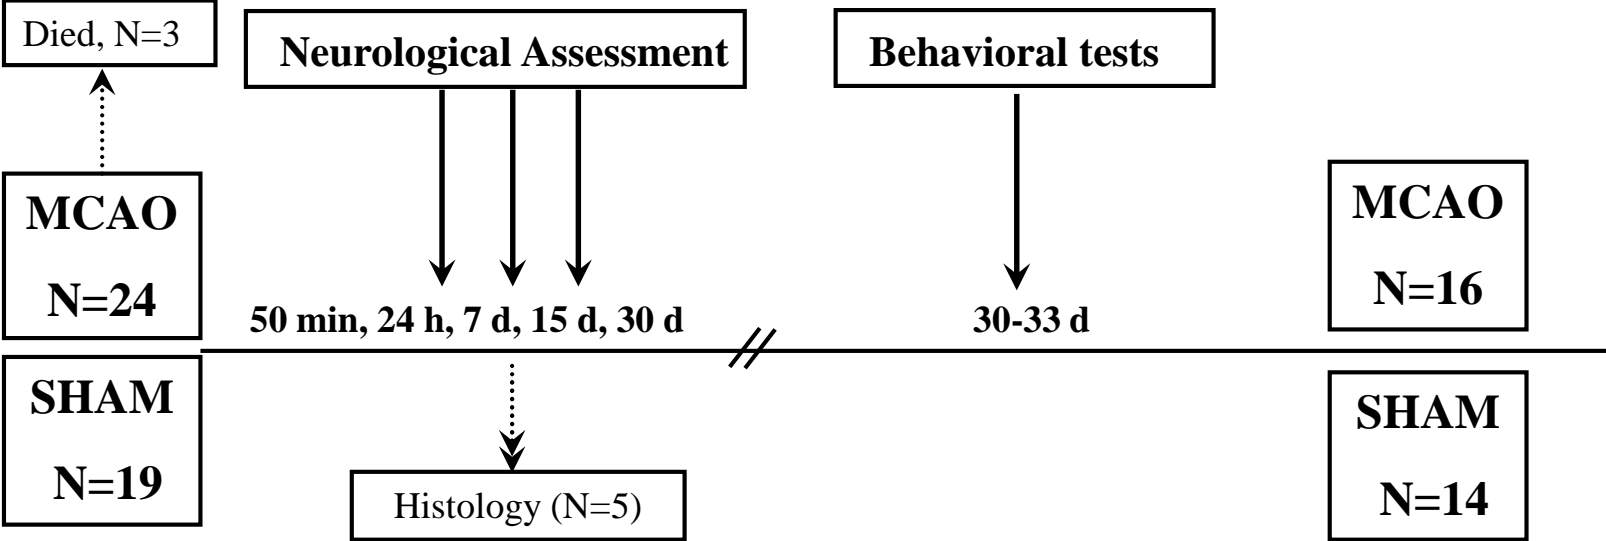 Died, N=3
Neurological Assessment
Behavioral tests
MCAO
N=24
MCAO
N=16
50 min, 24 h, 7 d, 15 d, 30 d
30-33 d
SHAM
N=19
SHAM
N=14
Histology (N=5)